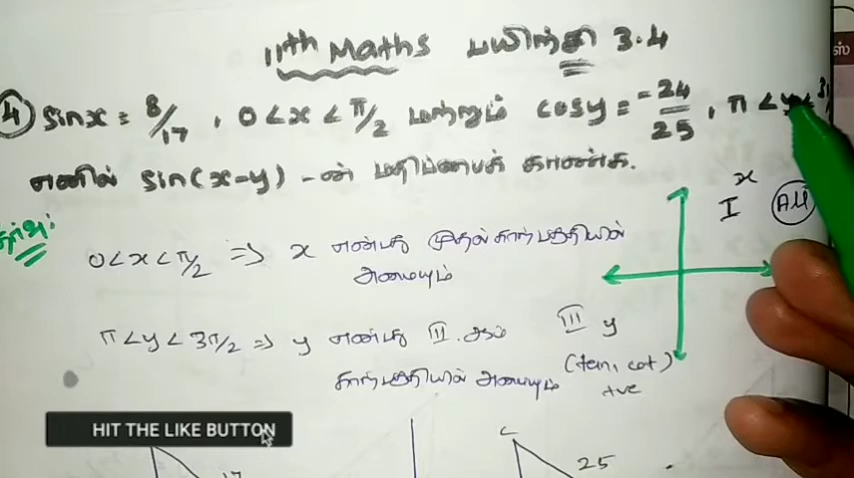 11th Maths பயிற்சி 3.4
4) sinx = 8/17 , 0 < x < π/2 மற்றும் cosy = -24/25 , π < y <
எனில் sin(x-y) -ன் மதிப்பைக் காண்க.
x
I All
தீர்வு:
0 < x < π/2 => x என்பது முதல் கால்பகுதியில்
அமையும்
π < y < 3π/2 => y என்பது III ஆம்
கால்பகுதியில் அமையும்
III y
(tan, cot)
+ve
HIT THE LIKE BUTTON
C
17
25